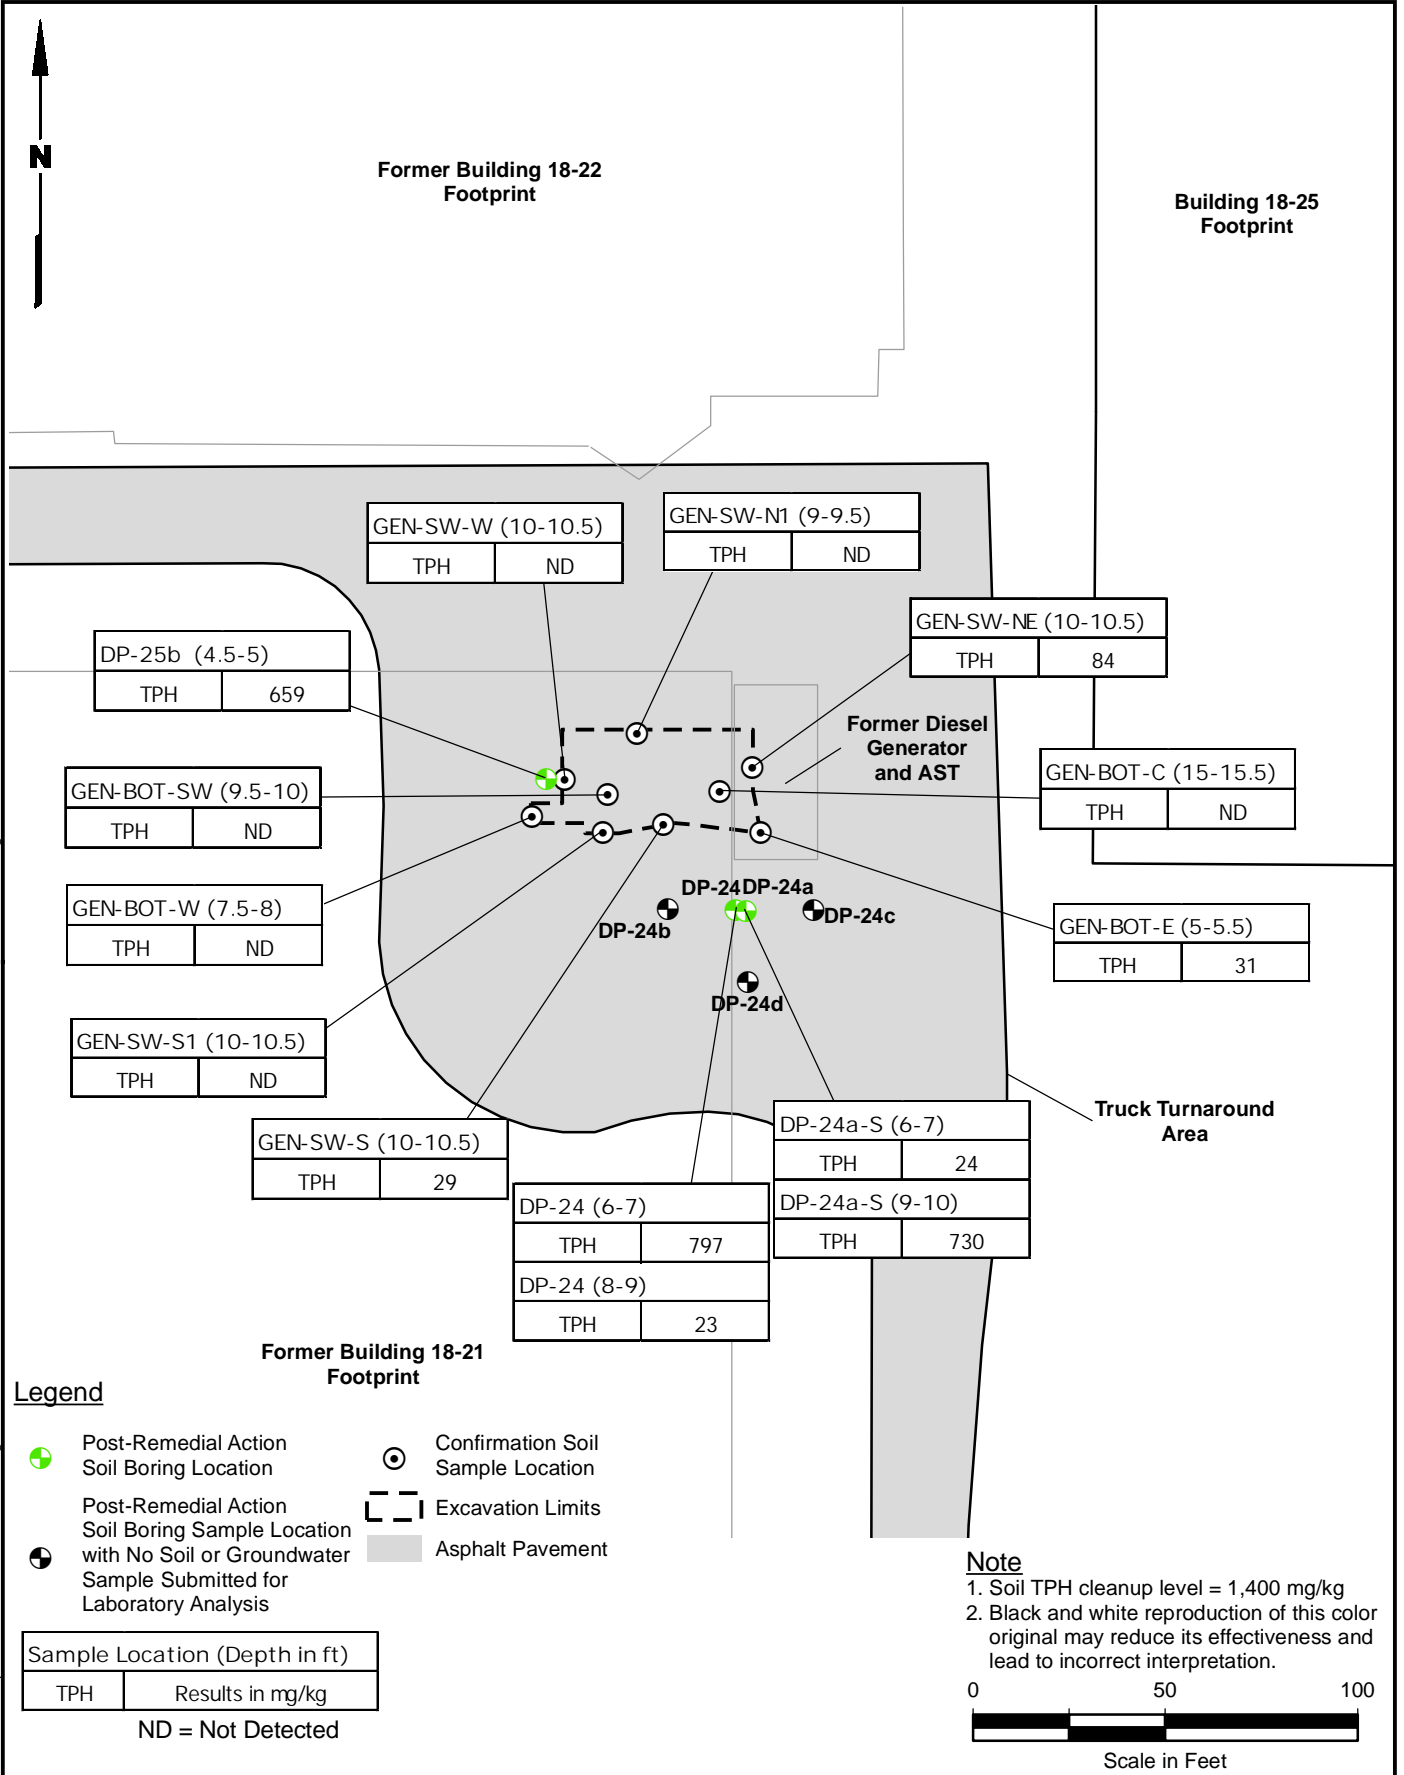 N
Former Building 18-22
Footprint
Building 18-25
Footprint
GEN-SW-W (10-10.5)
TPH ND
GEN-SW-N1 (9-9.5)
TPH ND
GEN-SW-NE (10-10.5)
TPH 84
DP-25b (4.5-5)
TPH 659
Former Diesel
Generator
and AST
GEN-BOT-SW (9.5-10)
TPH ND
GEN-BOT-C (15-15.5)
TPH ND
GEN-BOT-W (7.5-8)
TPH ND
DP-24 DP-24a
DP-24b
DP-24c
DP-24d
GEN-BOT-E (5-5.5)
TPH 31
GEN-SW-S1 (10-10.5)
TPH ND
GEN-SW-S (10-10.5)
TPH 29
DP-24a-S (6-7)
TPH 24
DP-24a-S (9-10)
TPH 730
Truck Turnaround
Area
DP-24 (6-7)
TPH 797
DP-24 (8-9)
TPH 23
Former Building 18-21
Footprint
Legend
Post-Remedial Action
Soil Boring Location
Post-Remedial Action
Soil Boring Sample Location
with No Soil or Groundwater
Sample Submitted for
Laboratory Analysis
Confirmation Soil
Sample Location
Excavation Limits
Asphalt Pavement
Sample Location (Depth in ft)
TPH Results in mg/kg
ND = Not Detected
Note
1. Soil TPH cleanup level = 1,400 mg/kg
2. Black and white reproduction of this color
original may reduce its effectiveness and
lead to incorrect interpretation.
0 50 100
Scale in Feet